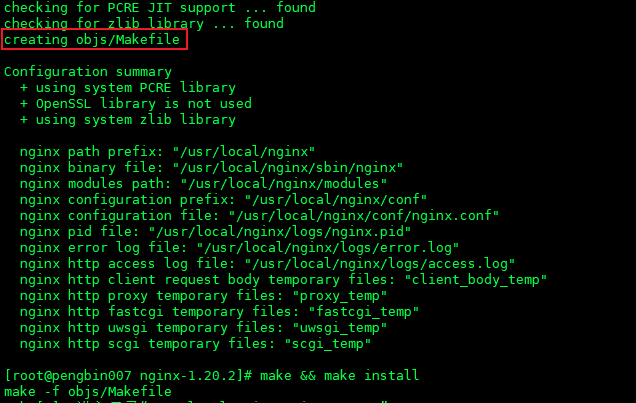 checking for PCRE JIT support ... found
checking for zlib library ... found
creating objs/Makefile
Configuration summary
+ using system PCRE library
+ OpenSSL library is not used
+ using system zlib library
nginx path prefix: "/usr/local/nginx"
nginx binary file: "/usr/local/nginx/sbin/nginx"
nginx modules path: "/usr/local/nginx/modules"
nginx configuration prefix: "/usr/local/nginx/conf"
nginx configuration file: "/usr/local/nginx/conf/nginx.conf"
nginx pid file: "/usr/local/nginx/logs/nginx.pid"
nginx error log file: "/usr/local/nginx/logs/error.log"
nginx http access log file: "/usr/local/nginx/logs/access.log"
nginx http client request body temporary files: "client_body_temp"
nginx http proxy temporary files: "proxy_temp"
nginx http fastcgi temporary files: "fastcgi_temp"
nginx http uwsgi temporary files: "uwsgi_temp"
nginx http scgi temporary files: "scgi_temp"
[root@pengbin007 nginx-1.20.2]# make && make install
make -f objs/Makefile